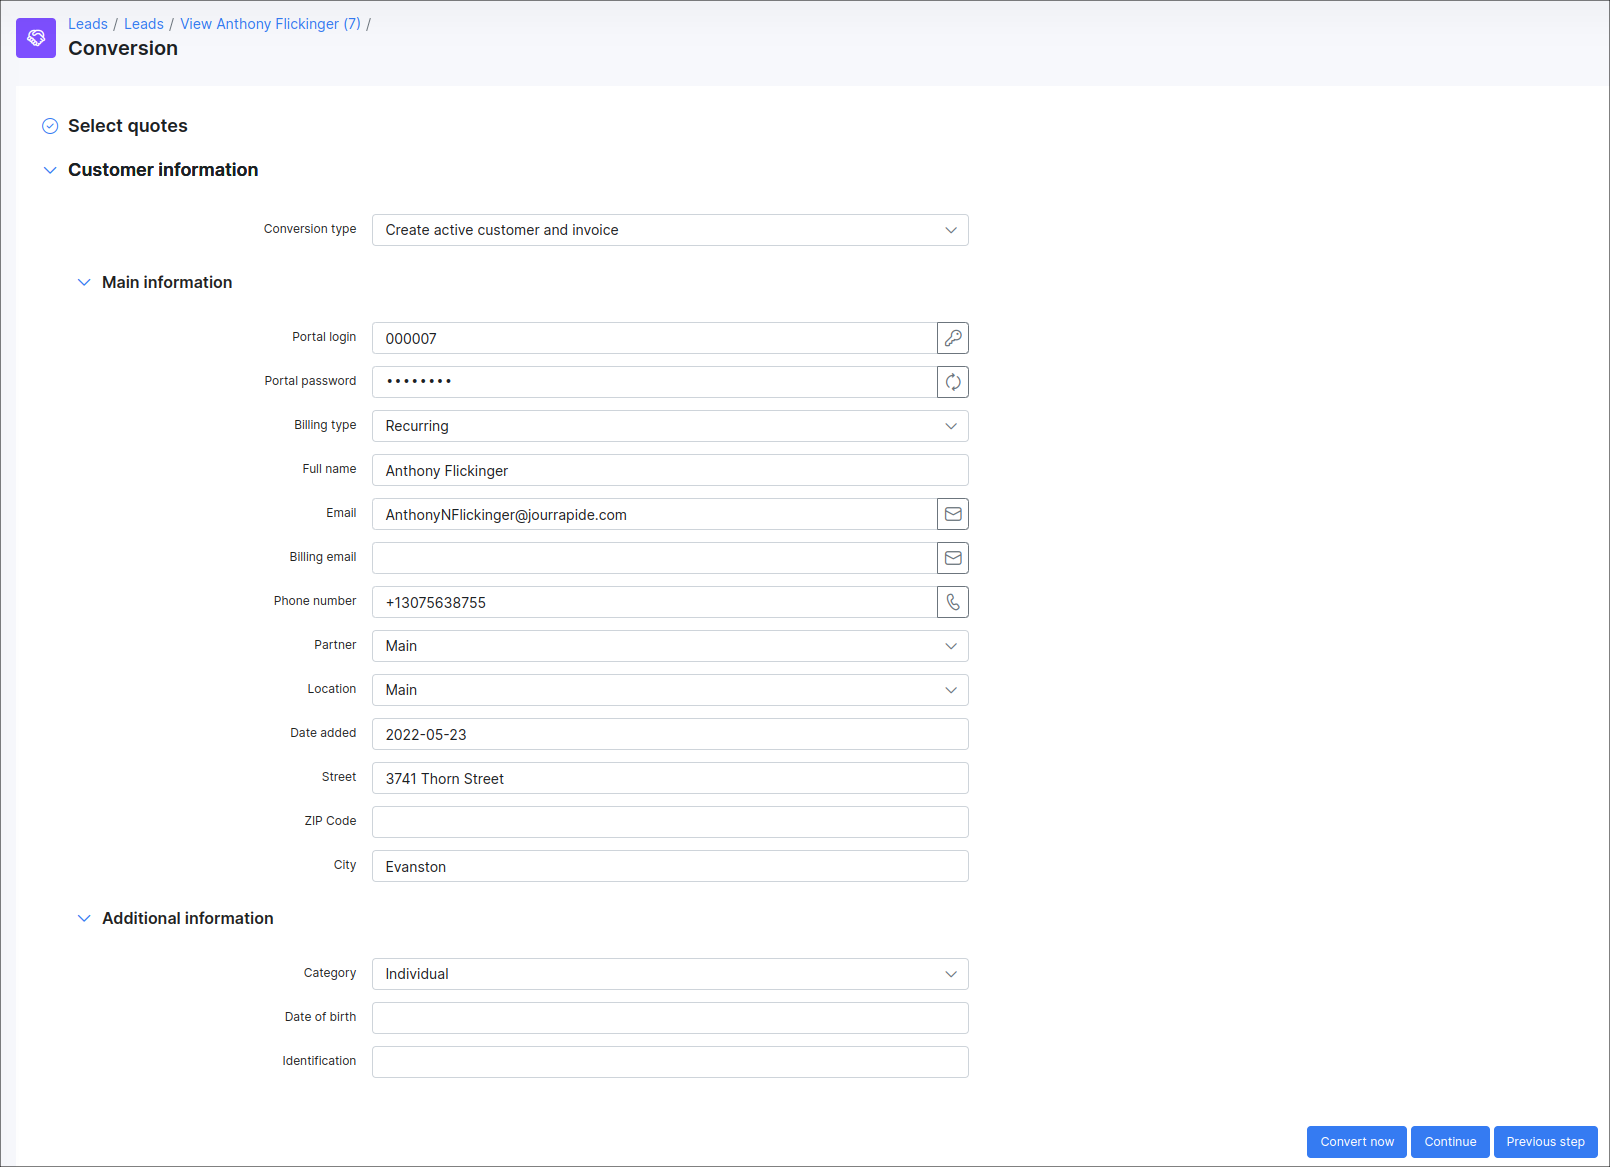 Leads / Leads / View Anthony Flickinger (7) /
Conversion
Select quotes
Customer information
Conversion type Create active customer and invoice
Main information
Portal login 000007
Portal password ••••••••
Billing type Recurring
Full name Anthony Flickinger
Email AnthonyNFlickinger@jourrapide.com
Billing email
Phone number +13075638755
Partner Main
Location Main
Date added 2022-05-23
Street 3741 Thorn Street
ZIP Code
City Evanston
Additional information
Category Individual
Date of birth
Identification
Convert now Continue Previous step